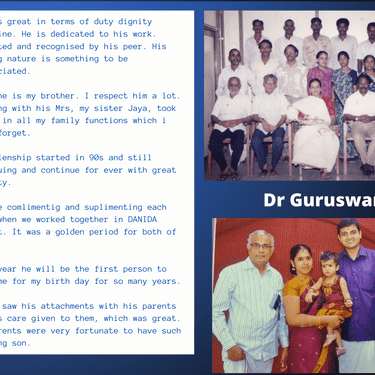 s great in terms of duty dignity
ine. He is dedicated to his work.
ted and recognised by his peer. His
g nature is something to be
ciated.
ne is my brother. I respect him a lot.
ng with his Mrs, my sister Jaya, took
in all my family functions which i
forget.
ienship started in 90s and still
uing and continue for ever with great
ty.
e comlimentig and suplimenting each
when we worked together in DANIDA
t. It was a golden period for both of
year he will be the first person to
me for my birth day for so many years.
saw his attachments with his parents
s care given to them, which was great.
rents were very fortunate to have such
ng son.
Dr Guruswa